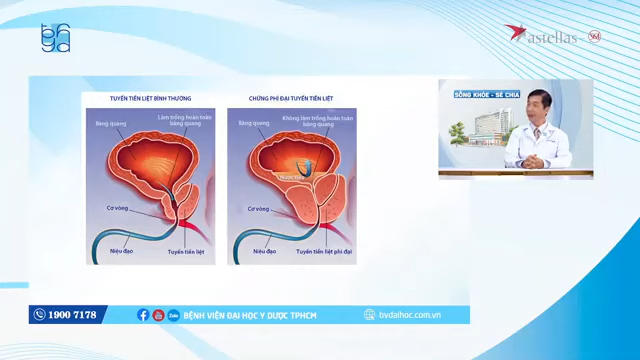 astellas
SỐNG KHỎE - SẺ CHIA
TUYẾN TIỀN LIỆT BÌNH THƯỜNG
Bàng quang
Làm trống hoàn toàn
bàng quang
Cơ vòng
Niệu đạo
Tuyến tiền liệt
CHỨNG PHÌ ĐẠI TUYẾN TIỀN LIỆT
Bàng quang
Không làm trống hoàn toàn
bàng quang
Nước tiểu
Cơ vòng
Niệu đạo
Tuyến tiền liệt phì đại
1900 7178
Zalo
BỆNH VIỆN ĐẠI HỌC Y DƯỢC TPHCM
bvdaihoc.com.vn